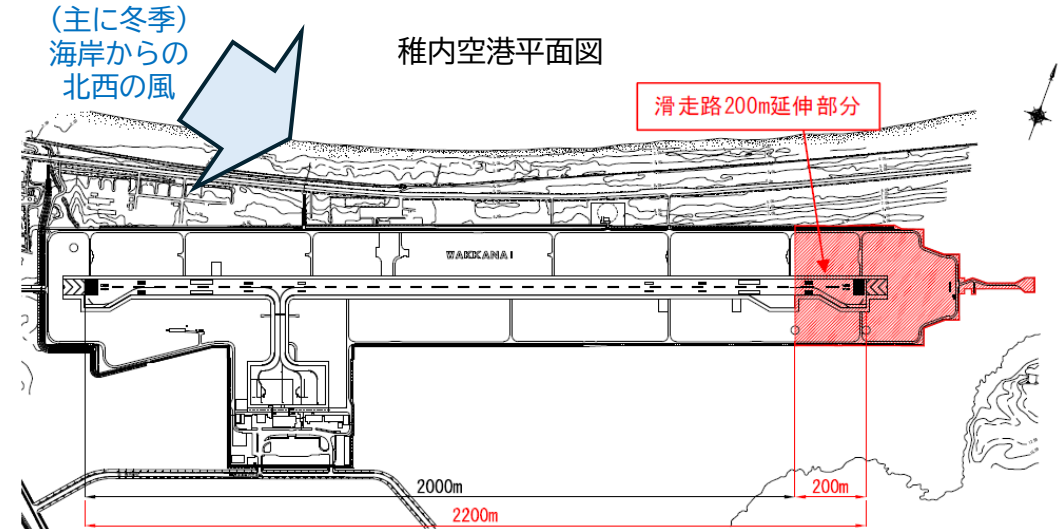 （主に冬季）
海岸からの
北西の風
稚内空港平面図
滑走路200m延伸部分
WAKKANAI
2000m
200m
2200m